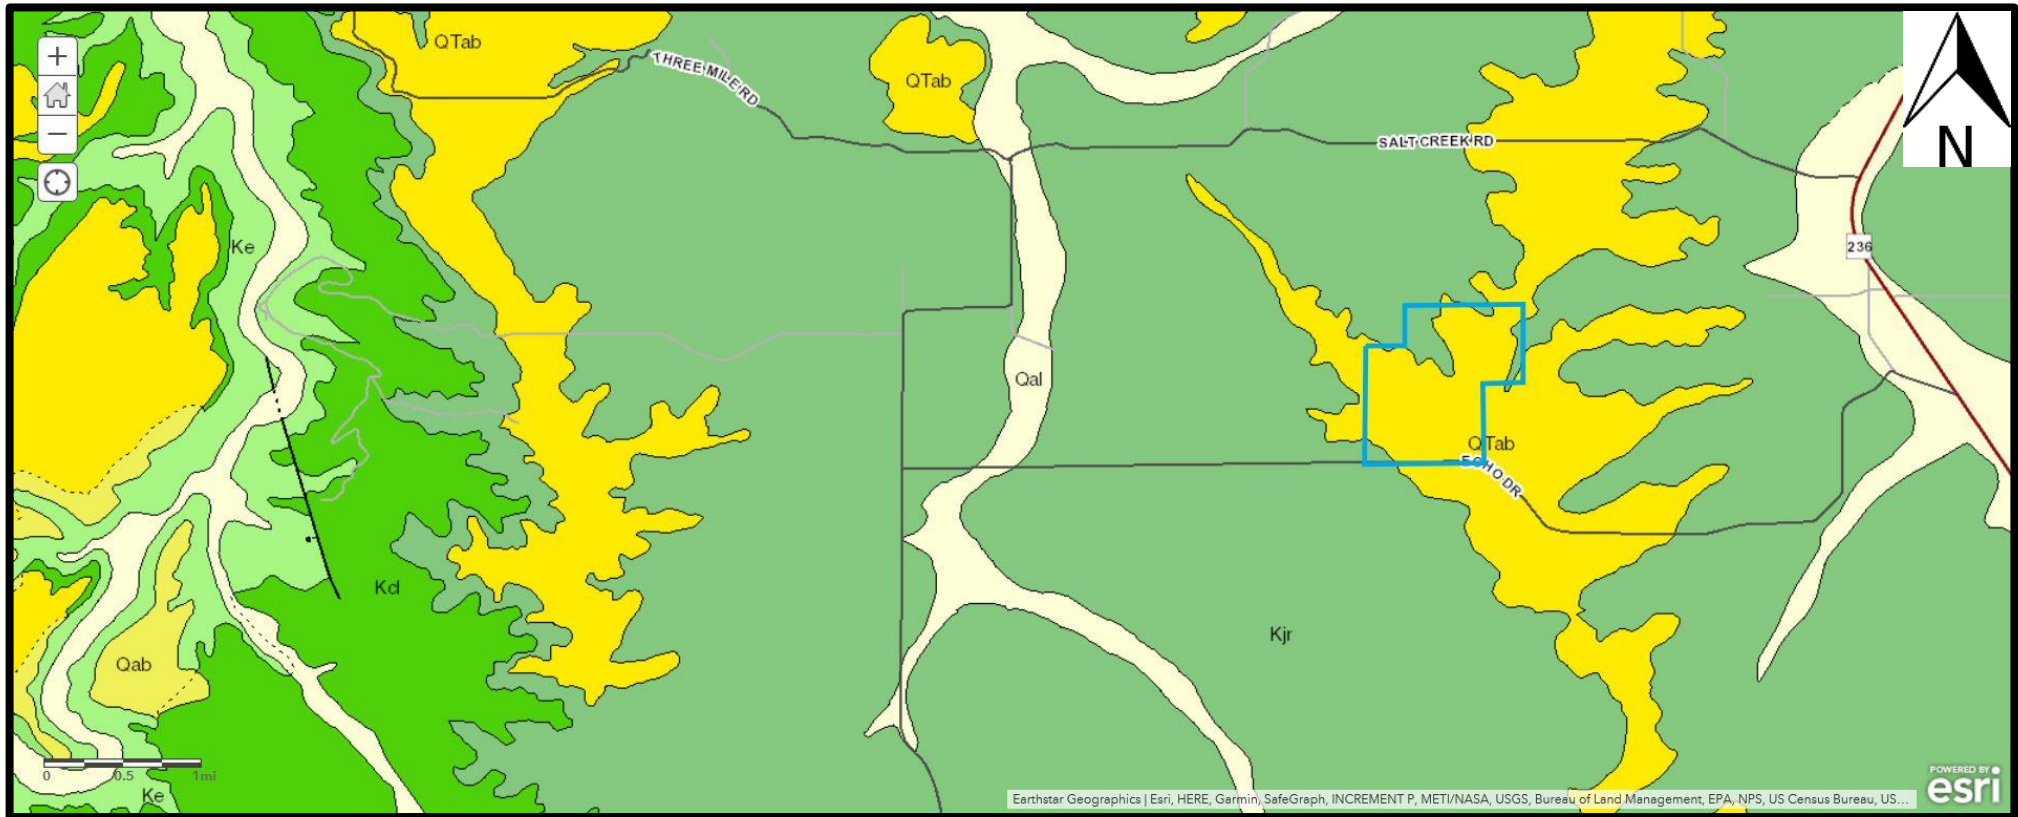 +
−
QTab
THREE MILE RD
QTab
SALT CREEK RD
N
236
Ke
Qal
QTab
ECHO DR
Kd
Kjr
Qab
0 0.5 1mi
Ke
Earthstar Geographics | Esri, HERE, Garmin, SafeGraph, INCREMENT P, METI/NASA, USGS, Bureau of Land Management, EPA, NPS, US Census Bureau, US...
POWERED BY
esri